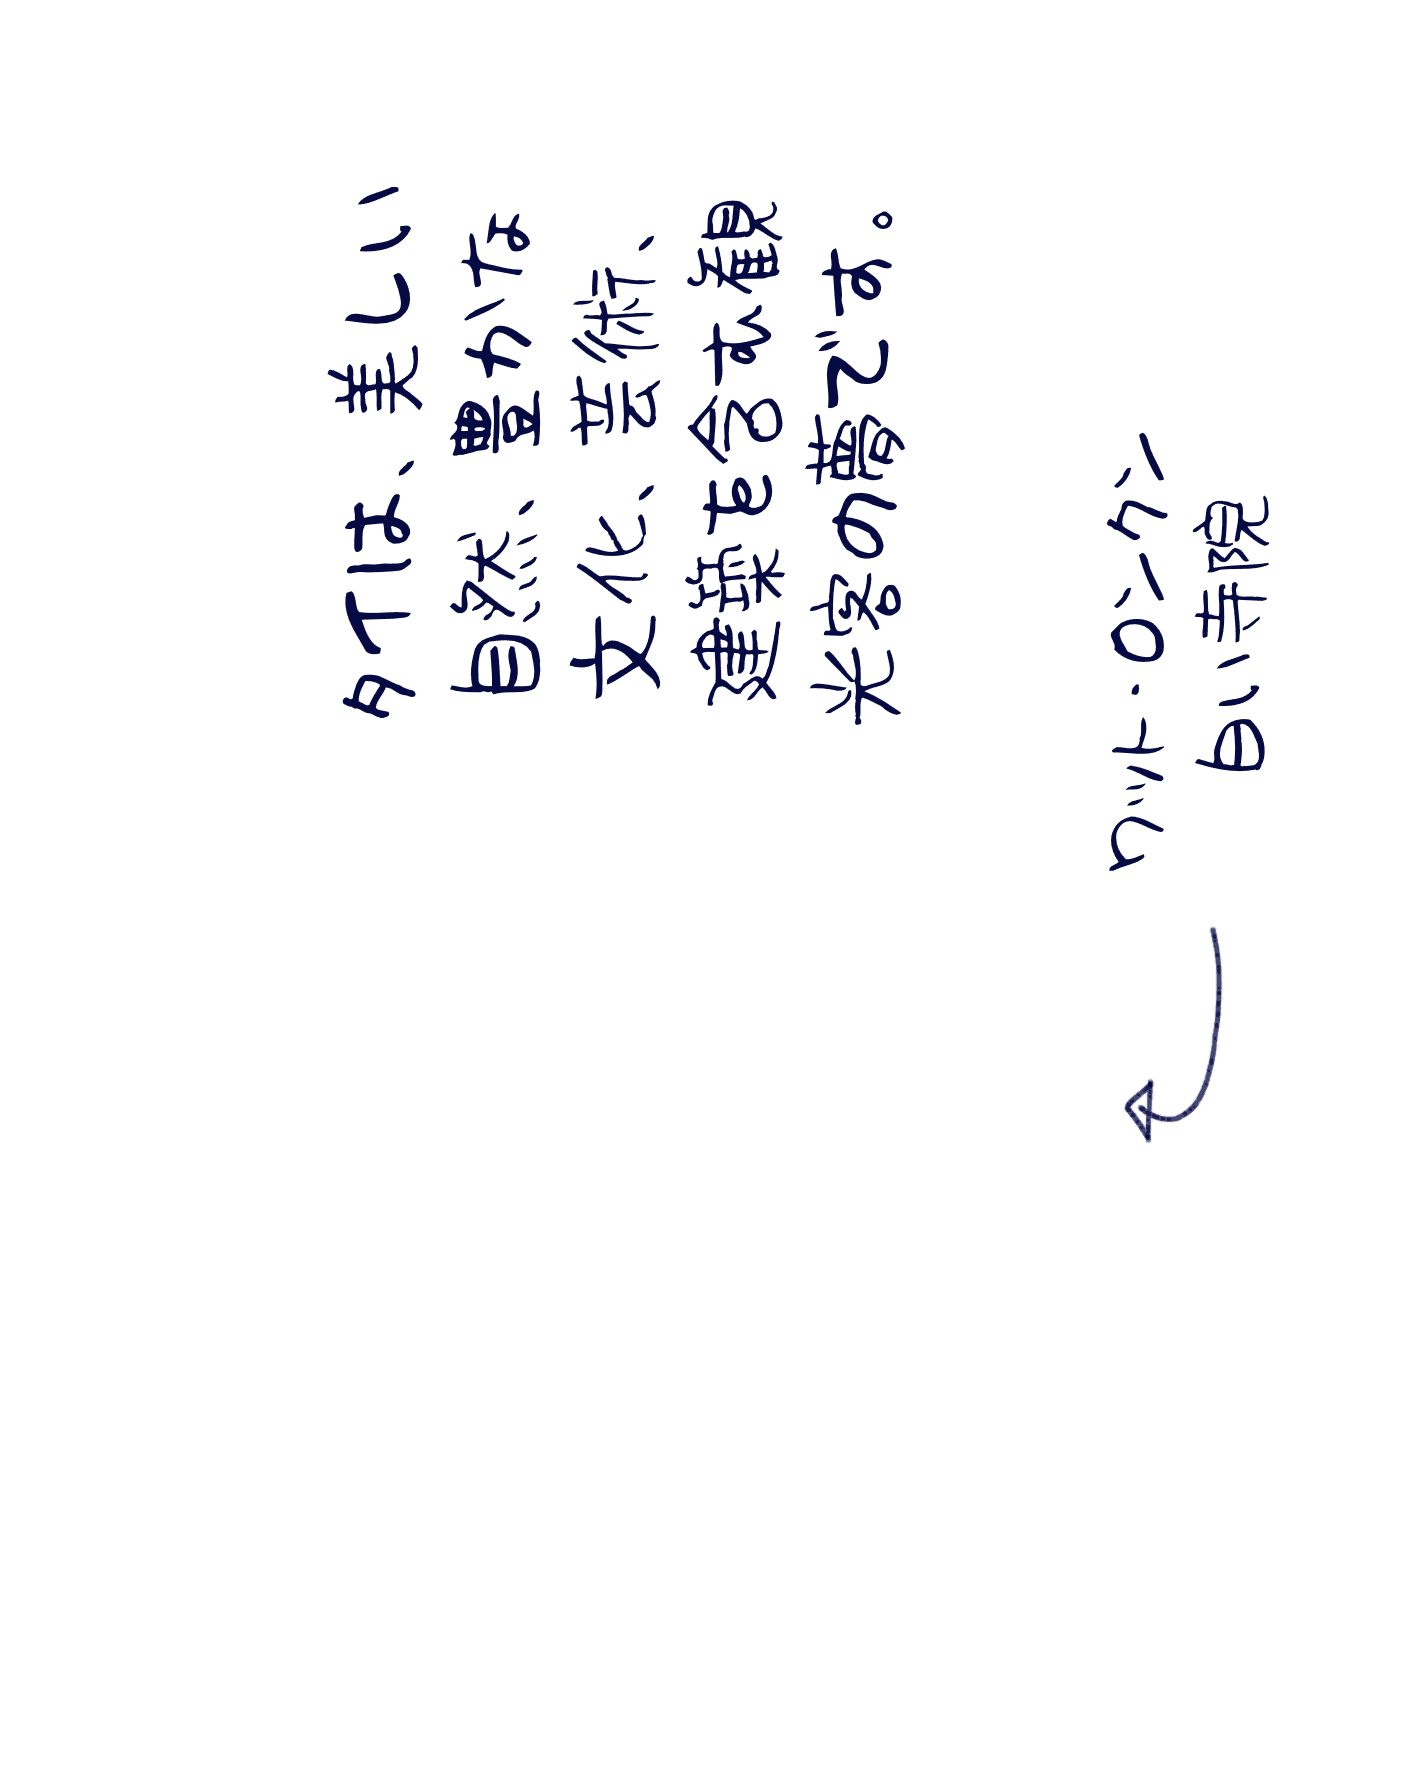 タイは、美しい
自然、豊かな
文化、芸術、
建築を含む観
光客の夢です。
ワット・ロンクン
白い寺院